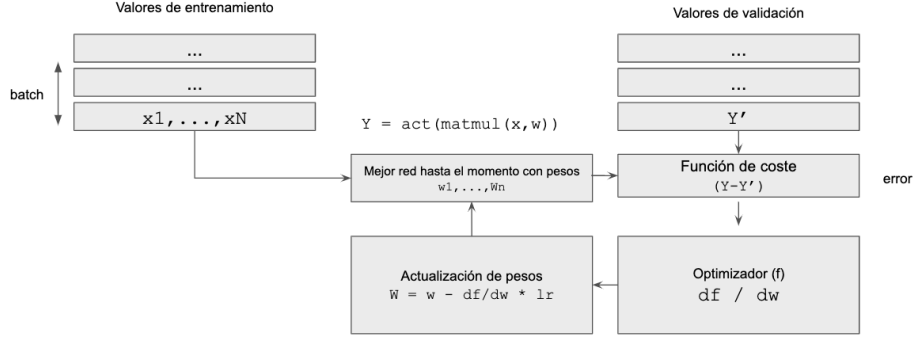 Valores de entrenamiento
Valores de validación
...
...
...
...
batch
x1,...,xN
Y = act(matmul(x,w))
Y’
Mejor red hasta el momento con pesos
w1,...,Wn
Función de coste
(Y-Y’)
error
Actualización de pesos
W = w - df/dw * lr
Optimizador (f)
df / dw